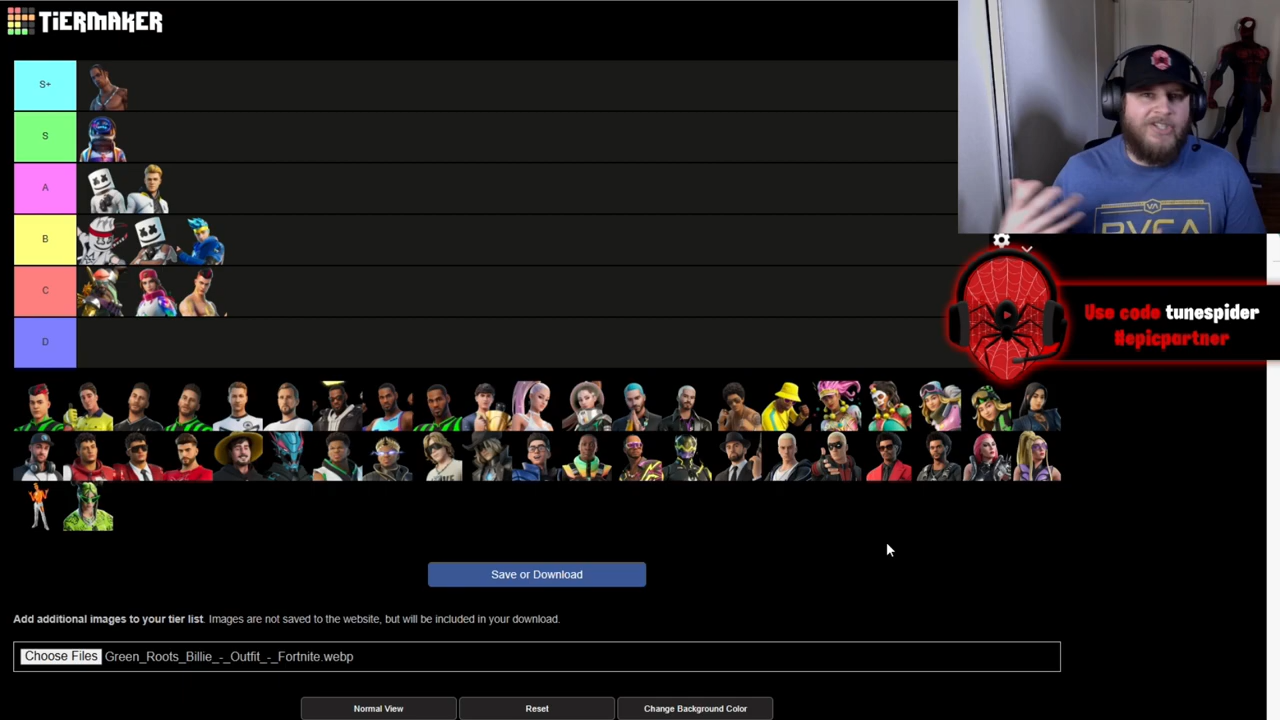 TIERMAKER
S+
S
A
B
C
D
Use code tunespider
#epicpartner
Save or Download
Add additional images to your tier list. Images are not saved to the website, but will be included in your download.
Choose Files Green_Roots_Billie_-_Outfit_-_Fortnite.webp
Normal View
Reset
Change Background Color